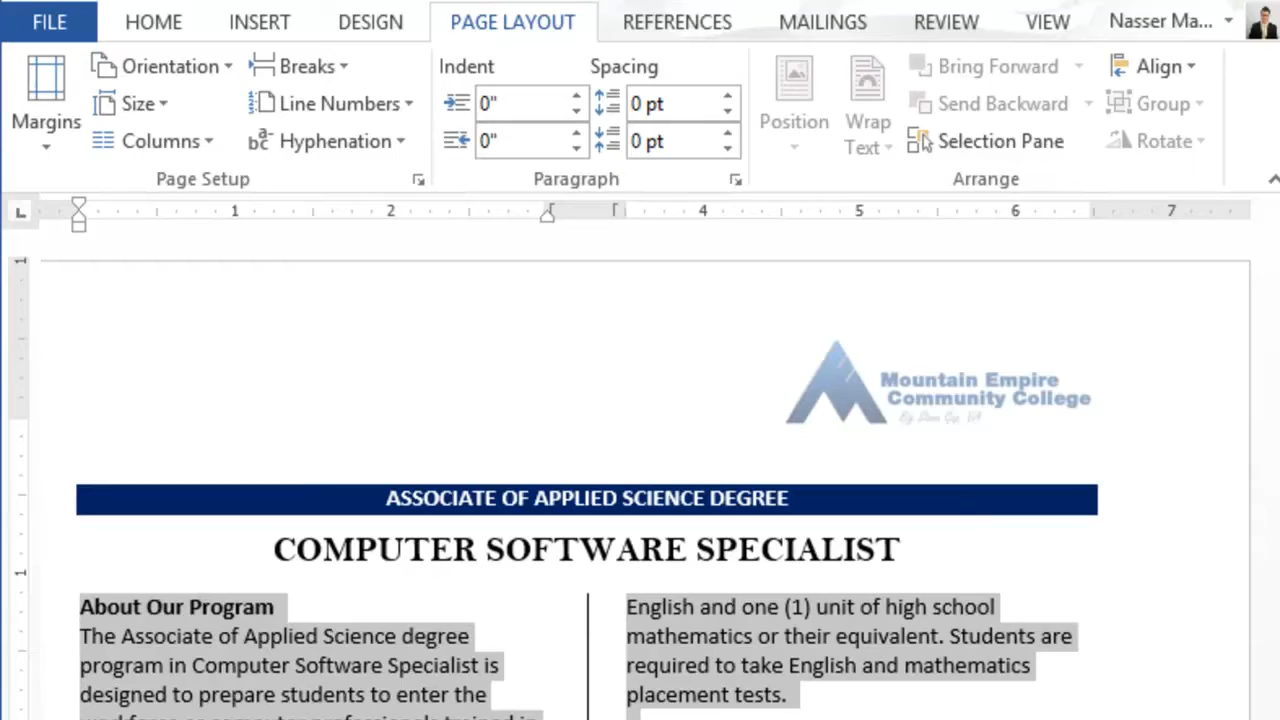 FILE HOME INSERT DESIGN PAGE LAYOUT REFERENCES MAILINGS REVIEW VIEW Nasser Ma...
Orientation Breaks Indent Spacing Bring Forward Align
Size Line Numbers 0" 0 pt Send Backward Group
Margins Columns Hyphenation 0" 0 pt Position Wrap Text Selection Pane Rotate
Page Setup Paragraph Arrange
L 1 2 4 5 6 7
1
Mountain Empire
Community College
ASSOCIATE OF APPLIED SCIENCE DEGREE
COMPUTER SOFTWARE SPECIALIST
1
About Our Program
The Associate of Applied Science degree
program in Computer Software Specialist is
designed to prepare students to enter the
English and one (1) unit of high school
mathematics or their equivalent. Students are
required to take English and mathematics
placement tests.